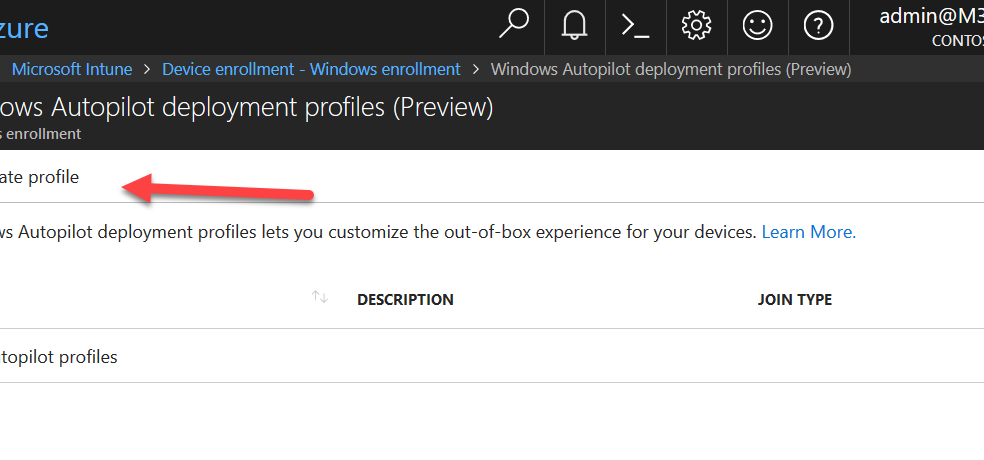 zure
admin@M3
CONTOS
Microsoft Intune > Device enrollment - Windows enrollment > Windows Autopilot deployment profiles (Preview)
ows Autopilot deployment profiles (Preview)
s enrollment
ate profile
ws Autopilot deployment profiles lets you customize the out-of-box experience for your devices. Learn More.
DESCRIPTION JOIN TYPE
topilot profiles